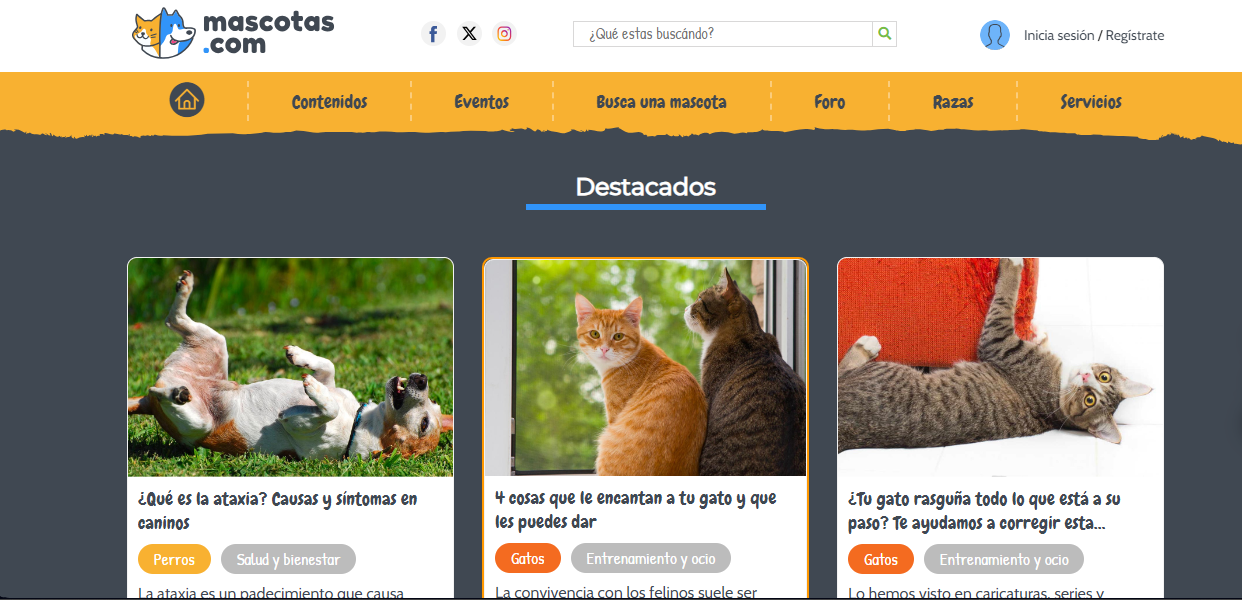 mascotas
.com
¿Qué estas buscándo?
Inicia sesión / Regístrate
Contenidos
Eventos
Busca una mascota
Foro
Razas
Servicios
Destacados
¿Qué es la ataxia? Causas y síntomas en
caninos
Perros
Salud y bienestar
La ataxia es un padecimiento que causa
4 cosas que le encantan a tu gato y que
les puedes dar
Gatos
Entrenamiento y ocio
La convivencia con los felinos suele ser
¿Tu gato rasguña todo lo que está a su
paso? Te ayudamos a corregir esta...
Gatos
Entrenamiento y ocio
Lo hemos visto en caricaturas, series y